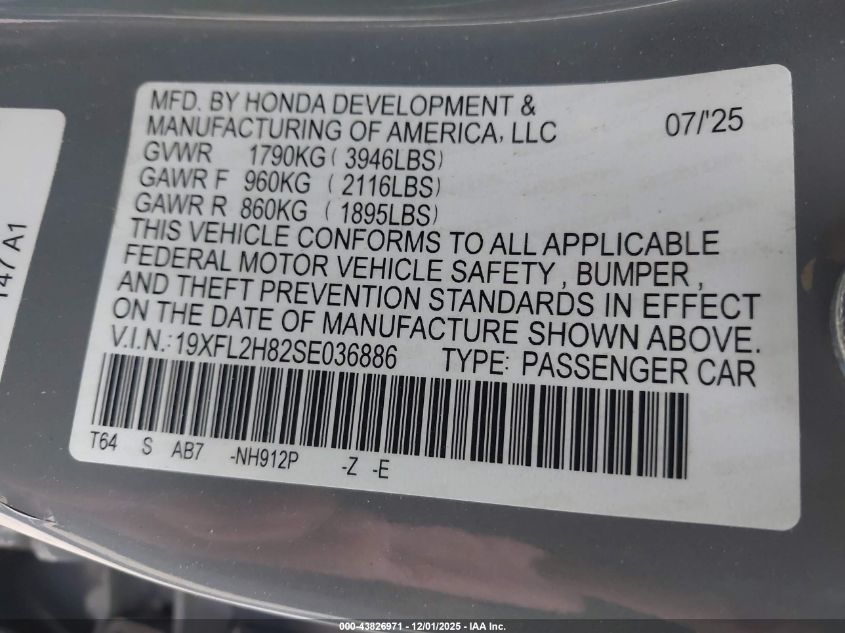 MFD. BY HONDA DEVELOPMENT &
MANUFACTURING OF AMERICA, LLC 07/'25
GVWR 1790KG ( 3946LBS)
GAWR F 960KG ( 2116LBS)
GAWR R 860KG ( 1895LBS)
THIS VEHICLE CONFORMS TO ALL APPLICABLE
FEDERAL MOTOR VEHICLE SAFETY , BUMPER ,
AND THEFT PREVENTION STANDARDS IN EFFECT
ON THE DATE OF MANUFACTURE SHOWN ABOVE.
V.I.N.: 19XFL2H82SE036886 TYPE: PASSENGER CAR
T64 S AB7 -NH912P -Z -E
147 A1
000-43826971 - 12/01/2025 - IAA Inc.